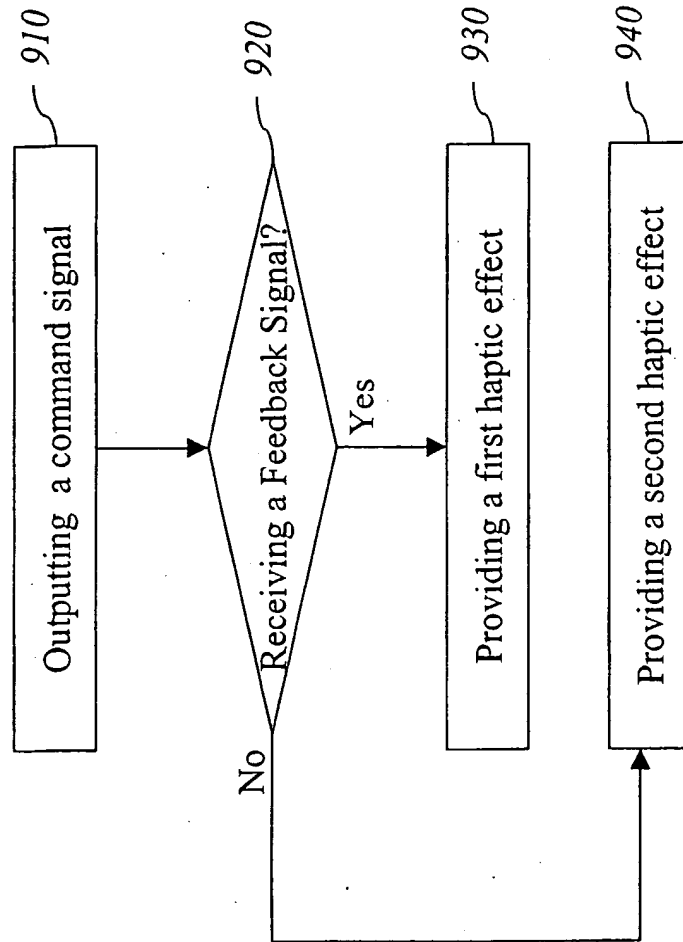 910
Outputting a command signal
920
Receiving a Feedback Signal?
Yes
No
930
Providing a first haptic effect
940
Providing a second haptic effect